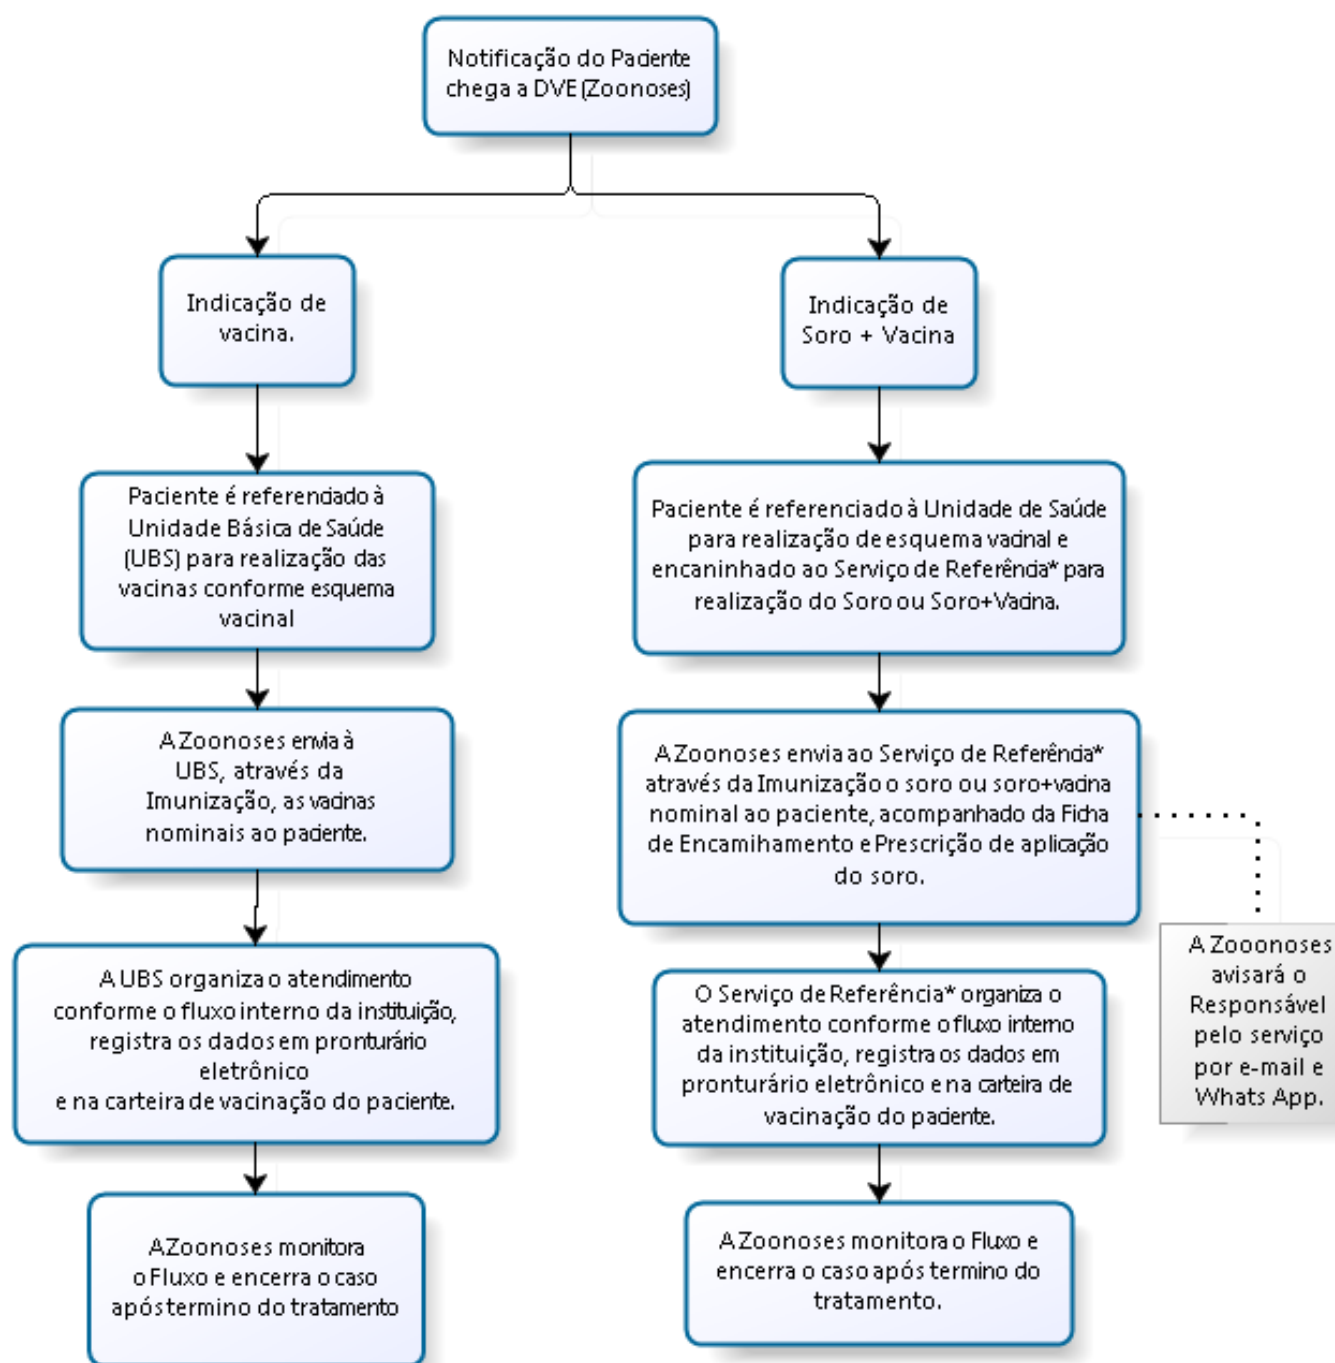 Notificação do Paciente
chega a DVE (Zoonoses)
Indicação de
vacina.
Indicação de
Soro + Vacina
Paciente é referenciado à
Unidade Básica de Saúde
(UBS) para realização das
vacinas conforme esquema
vacinal
Paciente é referenciado à Unidade de Saúde
para realização de esquema vacinal e
encaninhado ao Serviço de Referência* para
realização do Soro ou Soro+Vacina.
A Zoonoses envia à
UBS, através da
Imunização, as vacinas
nominais ao paciente.
A Zoonoses envia ao Serviço de Referência*
através da Imunização o soro ou soro+vacina
nominal ao paciente, acompanhado da Ficha
de Encamihamento e Prescrição de aplicação
do soro.
A Zooonoses
avisará o
Responsável
pelo serviço
por e-mail e
Whats App.
A UBS organiza o atendimento
conforme o fluxo interno da instituição,
registra os dados em pronturário
eletrônico
e na carteira de vacinação do paciente.
O Serviço de Referência* organiza o
atendimento conforme o fluxo interno
da instituição, registra os dados em
pronturário eletrônico e na carteira de
vacinação do paciente.
A Zoonoses monitora
o Fluxo e encerra o caso
após termino do tratamento
A Zoonoses monitora o Fluxo e
encerra o caso após termino do
tratamento.